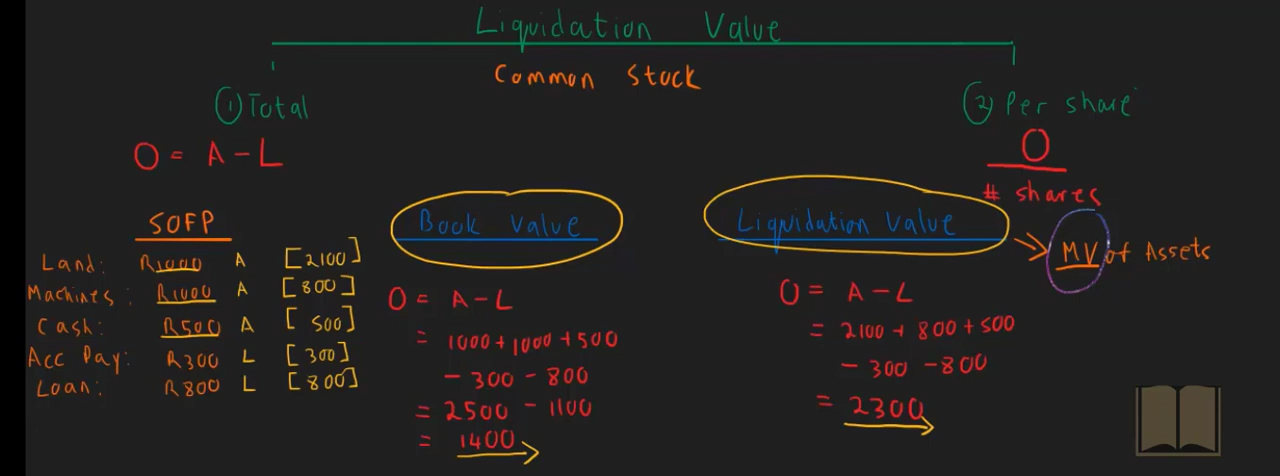 Liquidation Value
Common Stock
① Total
② Per share
O = A - L
O
# shares
SOFP
Land: R1000 A [2100]
Machines: R1000 A [800]
Cash: R500 A [500]
Acc Pay: R300 L [300]
Loan: R800 L [800]
Book Value
O = A - L
= 1000 + 1000 + 500
- 300 - 800
= 2500 - 1100
= 1400
Liquidation Value
MV of Assets
O = A - L
= 2100 + 800 + 500
- 300 - 800
= 2300